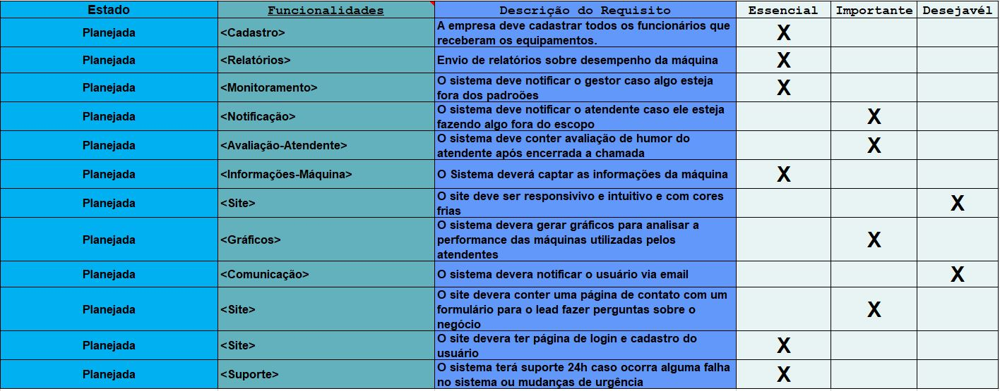 Estado Funcionalidades Descrição do Requisito Essencial Importante Desejavél
Planejada <Cadastro> A empresa deve cadastrar todos os funcionários que
receberam os equipamentos. X
Planejada <Relatórios> Envio de relatórios sobre desempenho da máquina X
Planejada <Monitoramento> O sistema deve notificar o gestor caso algo esteja
fora dos padroões X
Planejada <Notificação> O sistema deve notificar o atendente caso ele esteja
fazendo algo fora do escopo X
Planejada <Avaliação-Atendente> O sistema deve conter avaliação de humor do
atendente após encerrada a chamada X
Planejada <Informações-Máquina> O Sistema deverá captar as informações da máquina X
Planejada <Site> O site deve ser responsivivo e intuitivo e com cores
frias X
Planejada <Gráficos> O sistema devera gerar gráficos para analisar a
performance das máquinas utilizadas pelos
atendentes X
Planejada <Comunicação> O sistema devera notificar o usuário via email X
Planejada <Site> O site devera conter uma página de contato com um
formulário para o lead fazer perguntas sobre o
negócio X
Planejada <Site> O site devera ter página de login e cadastro do
usuário X
Planejada <Suporte> O sistema terá suporte 24h caso ocorra alguma falha
no sistema ou mudanças de urgência X